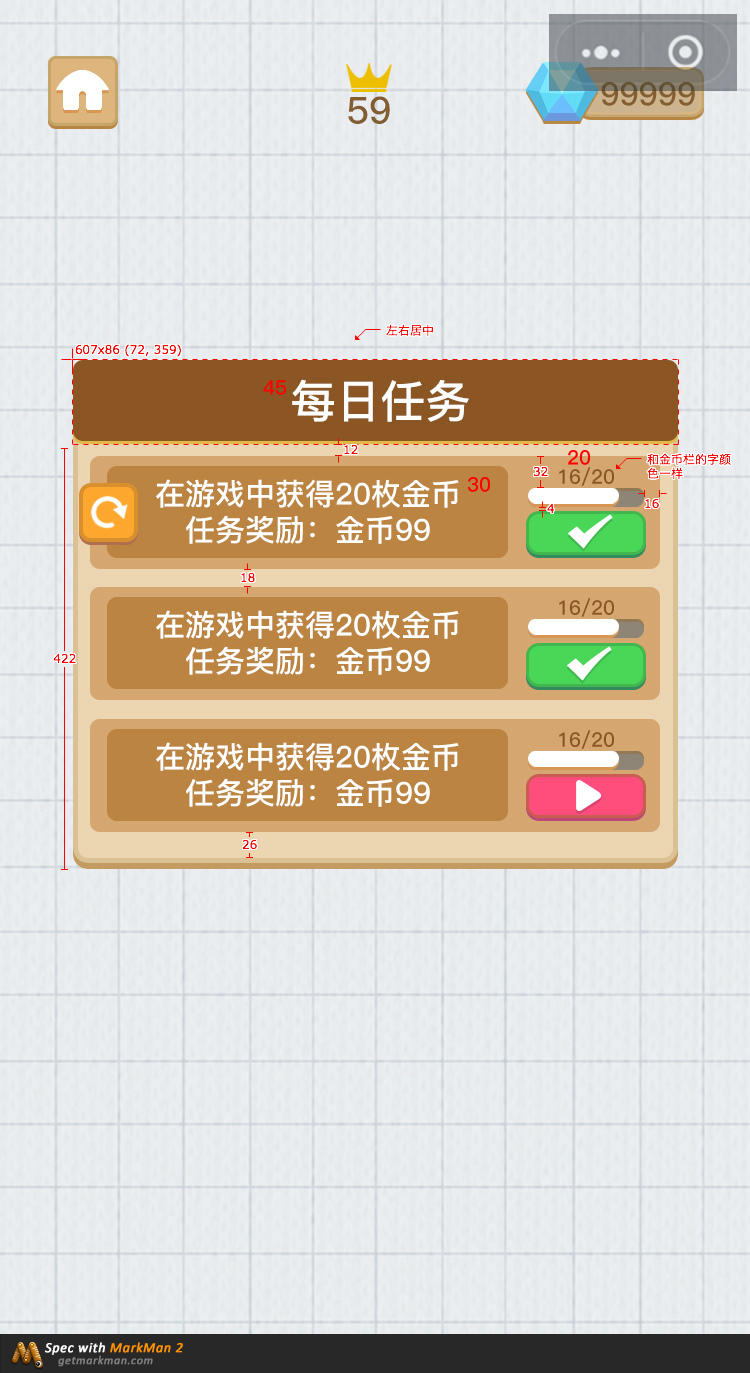 59
99999
左右居中
607x86 (72, 359)
45
每日任务
12
20
和金币栏的字颜
色一样
32
16/20
在游戏中获得20枚金币
30
任务奖励：金币99
4
16
18
16/20
在游戏中获得20枚金币
任务奖励：金币99
422
16/20
在游戏中获得20枚金币
任务奖励：金币99
26
Spec with MarkMan 2
getmarkman.com